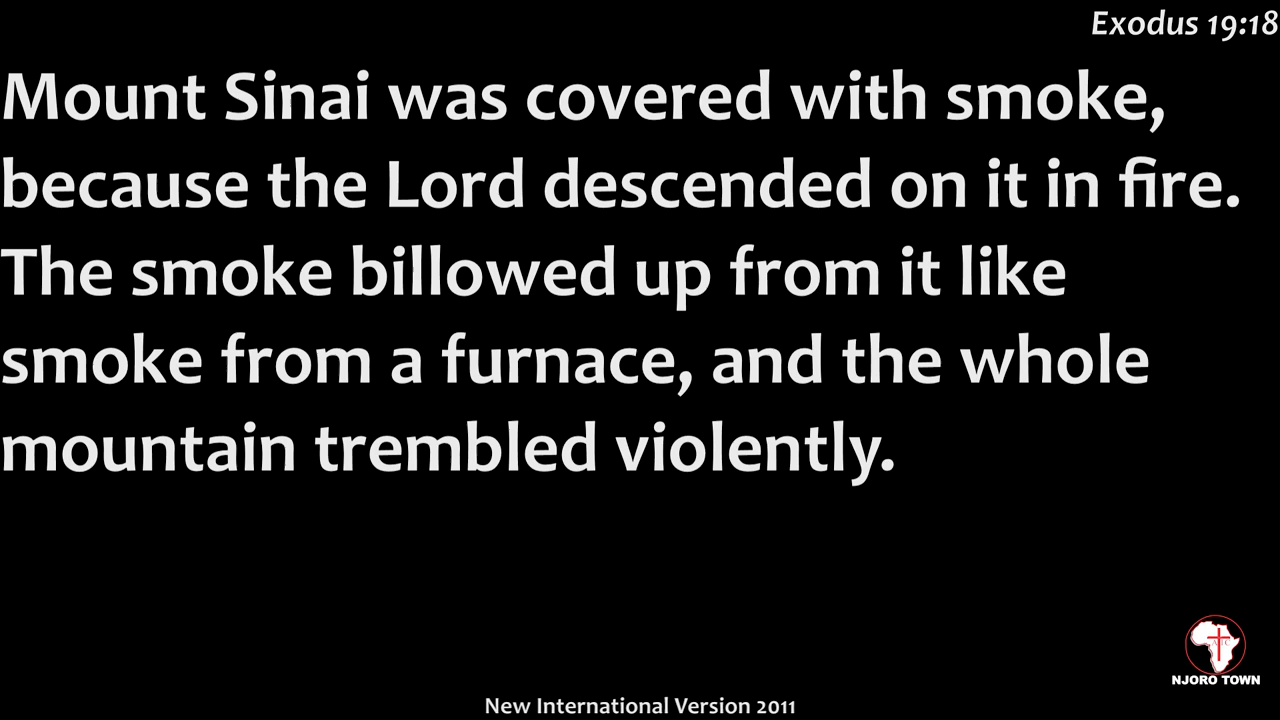 Exodus 19:18
Mount Sinai was covered with smoke,
because the Lord descended on it in fire.
The smoke billowed up from it like
smoke from a furnace, and the whole
mountain trembled violently.
NJORO TOWN
New International Version 2011